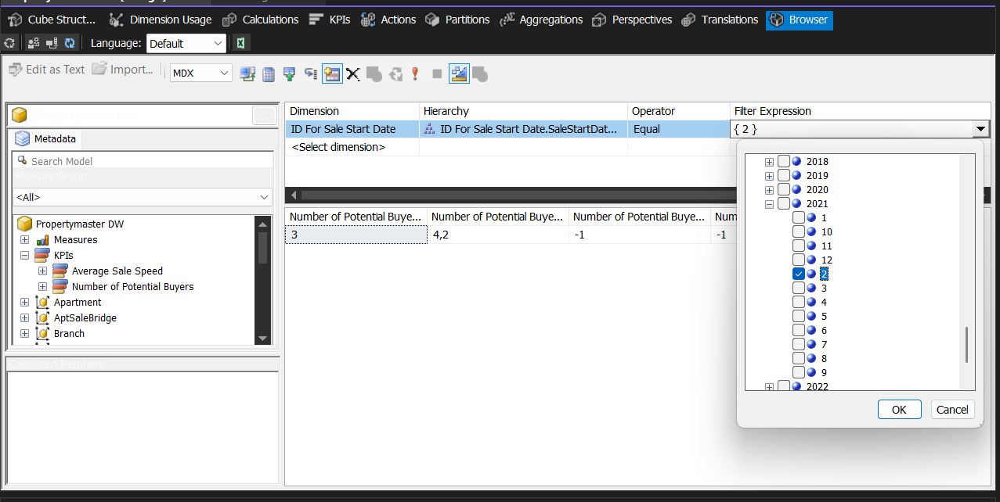 Cube Struct...
Dimension Usage
Calculations
KPIs
Actions
Partitions
Aggregations
Perspectives
Translations
Browser
Language:
Default
Edit as Text
Import...
MDX
Metadata
Search Model
Measure Group:
<All>
Propertymaster DW
Measures
KPIs
Average Sale Speed
Number of Potential Buyers
Apartment
AptSaleBridge
Branch
Calculated Members
Dimension
Hierarchy
Operator
Filter Expression
ID For Sale Start Date
ID For Sale Start Date.SaleStartDat...
Equal
{ 2 }
<Select dimension>
Number of Potential Buye...
Number of Potential Buye...
Number of Potential Buye...
Num
3
4,2
-1
-1
2018
2019
2020
2021
1
10
11
12
2
3
4
5
6
7
8
9
2022
OK
Cancel